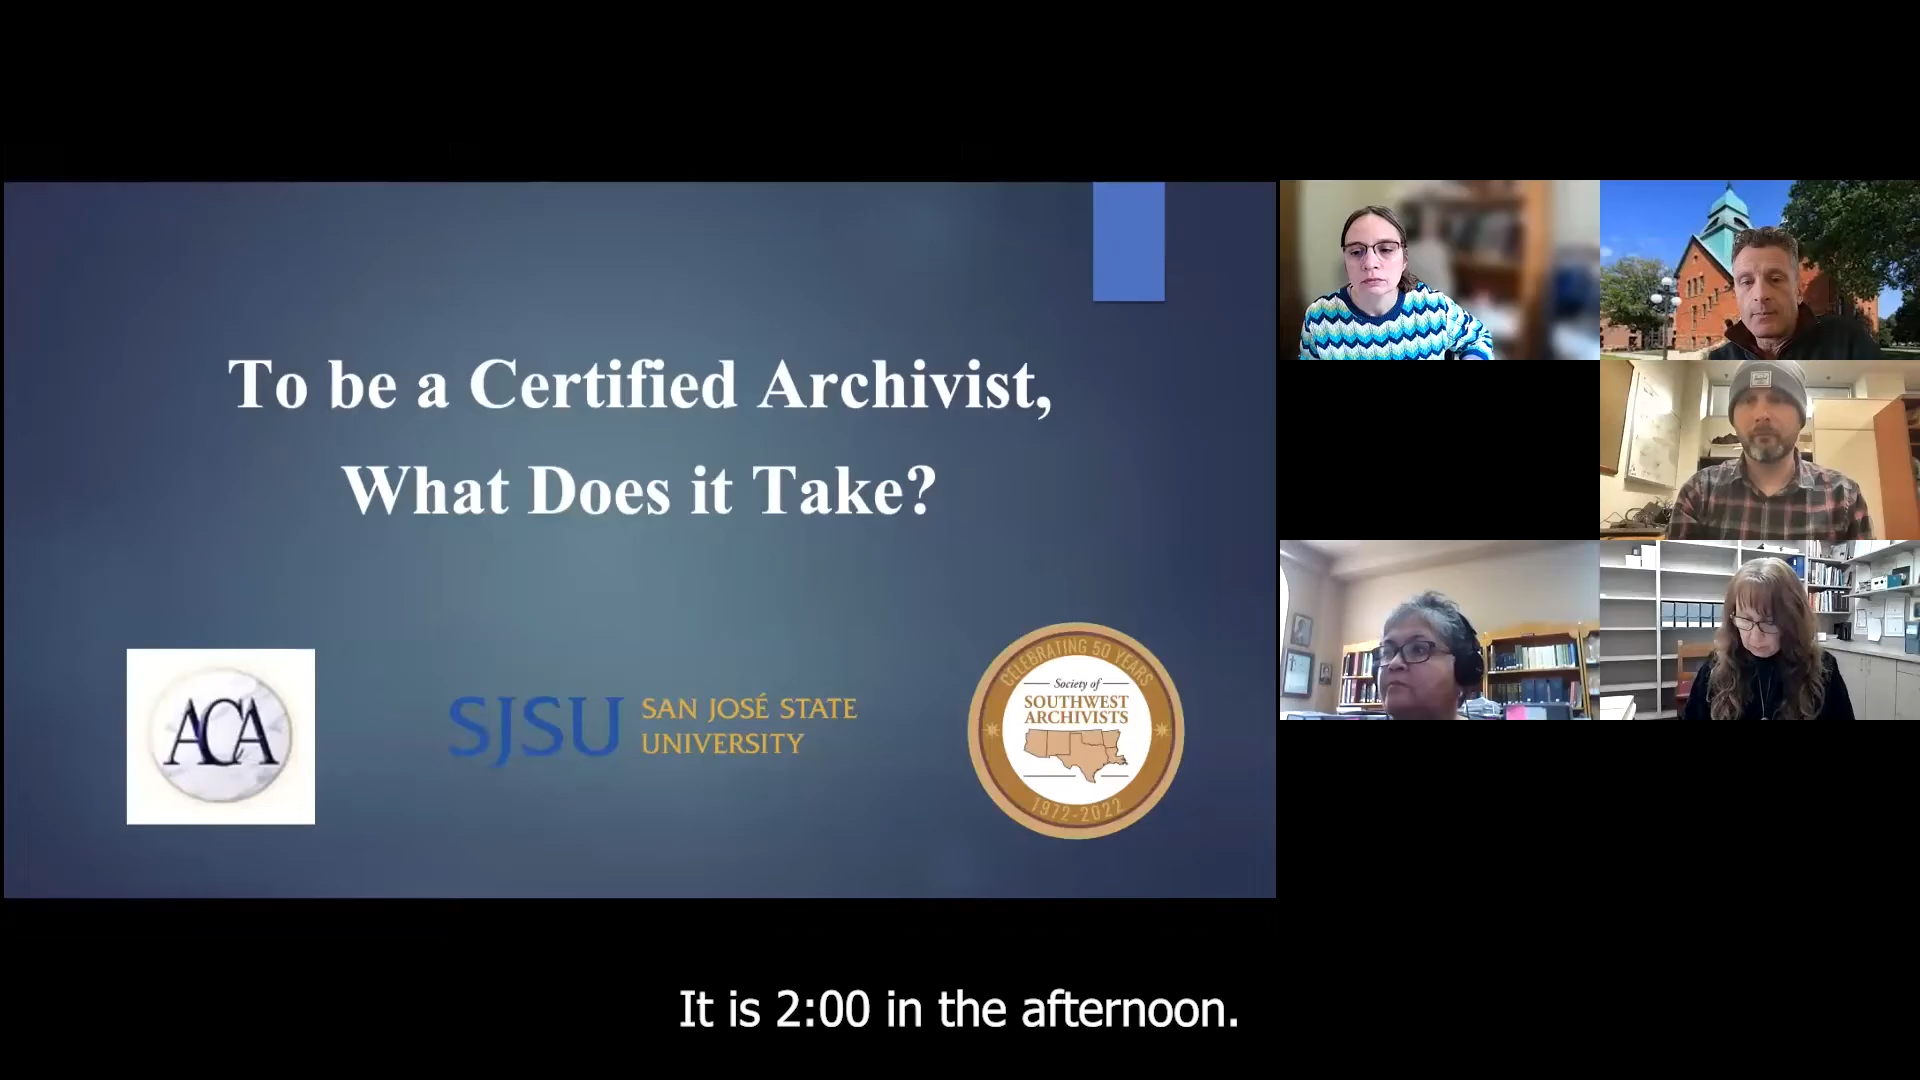 To be a Certified Archivist,
What Does it Take?
ACA
SJSU
SAN JOSÉ STATE
UNIVERSITY
CELEBRATING 50 YEARS
Society of
SOUTHWEST
ARCHIVISTS
1972-2022
It is 2:00 in the afternoon.